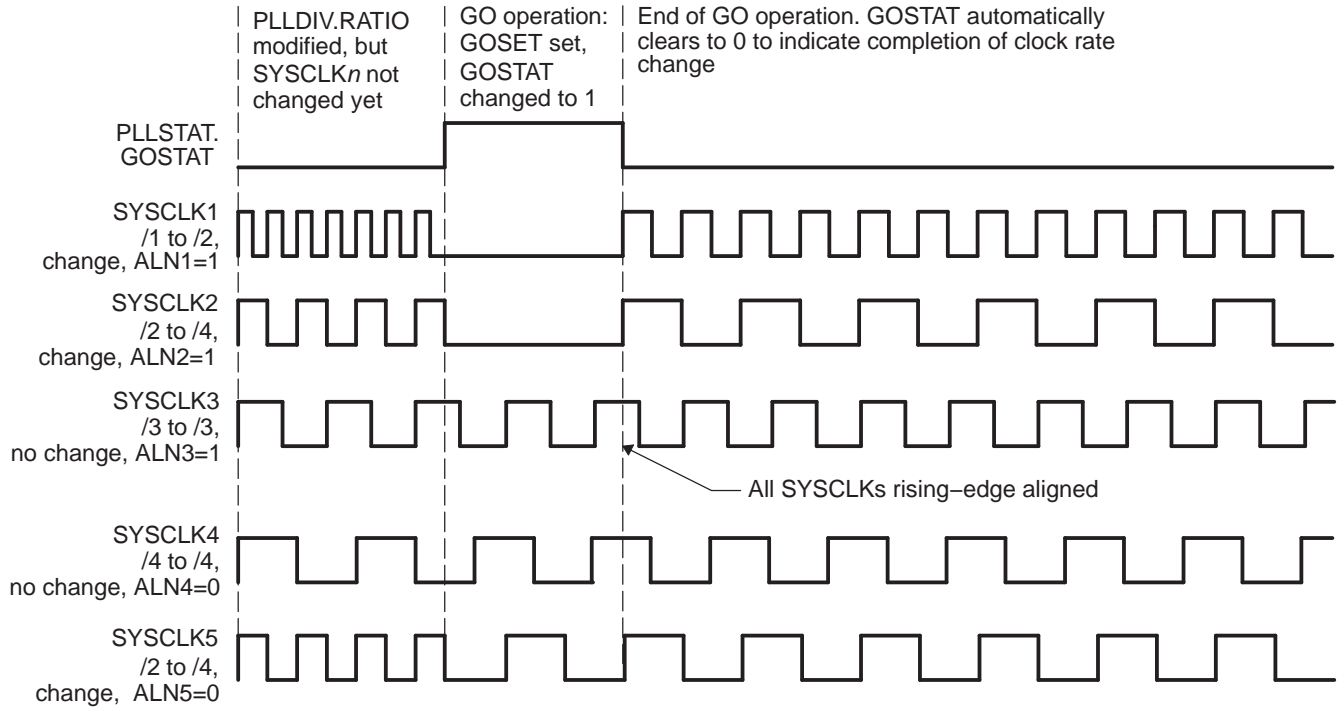 PLLDIV.RATIO
modified, but
SYSCLKn not
changed yet
GO operation:
GOSET set,
GOSTAT
changed to 1
End of GO operation. GOSTAT automatically
clears to 0 to indicate completion of clock rate
change
PLLSTAT.
GOSTAT
SYSCLK1
/1 to /2,
change, ALN1=1
SYSCLK2
/2 to /4,
change, ALN2=1
SYSCLK3
/3 to /3,
no change, ALN3=1
All SYSCLKs rising−edge aligned
SYSCLK4
/4 to /4,
no change, ALN4=0
SYSCLK5
/2 to /4,
change, ALN5=0